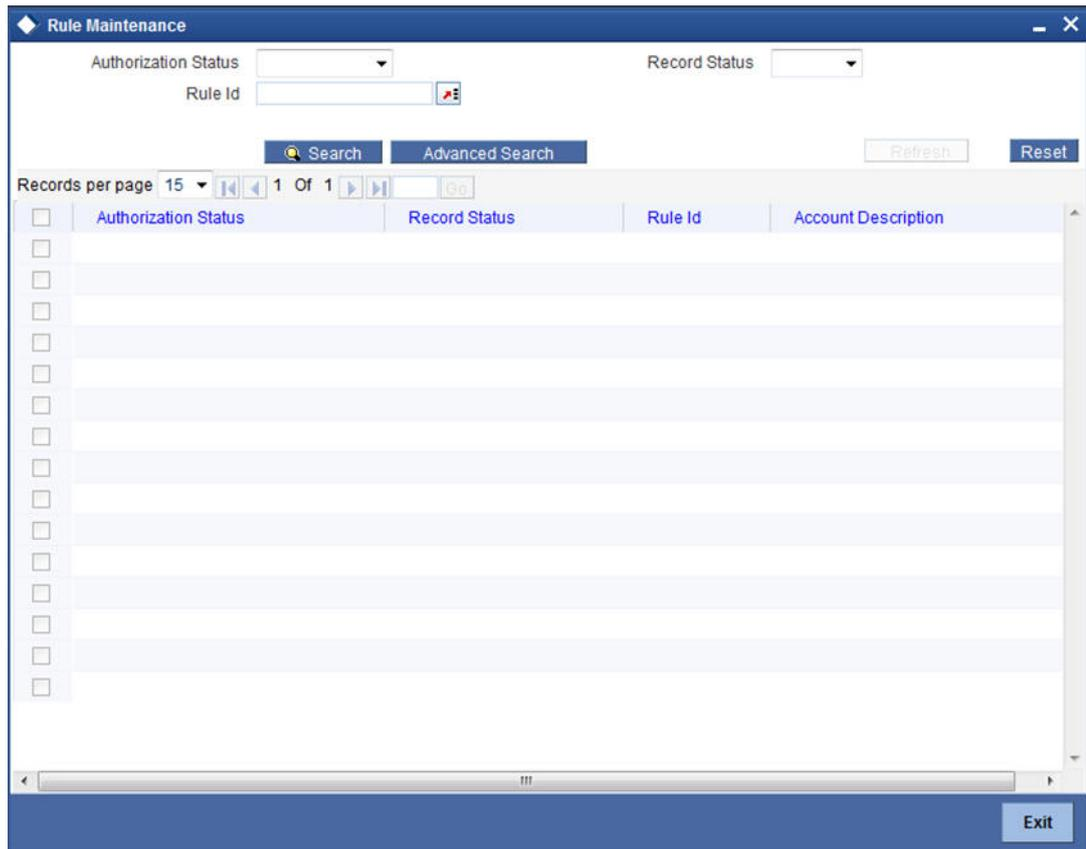 Rule Maintenance
Authorization Status
Record Status
Rule Id
Search
Advanced Search
Refresh
Reset
Records per page 15 1 Of 1 Go
Authorization Status Record Status Rule Id Account Description
Exit